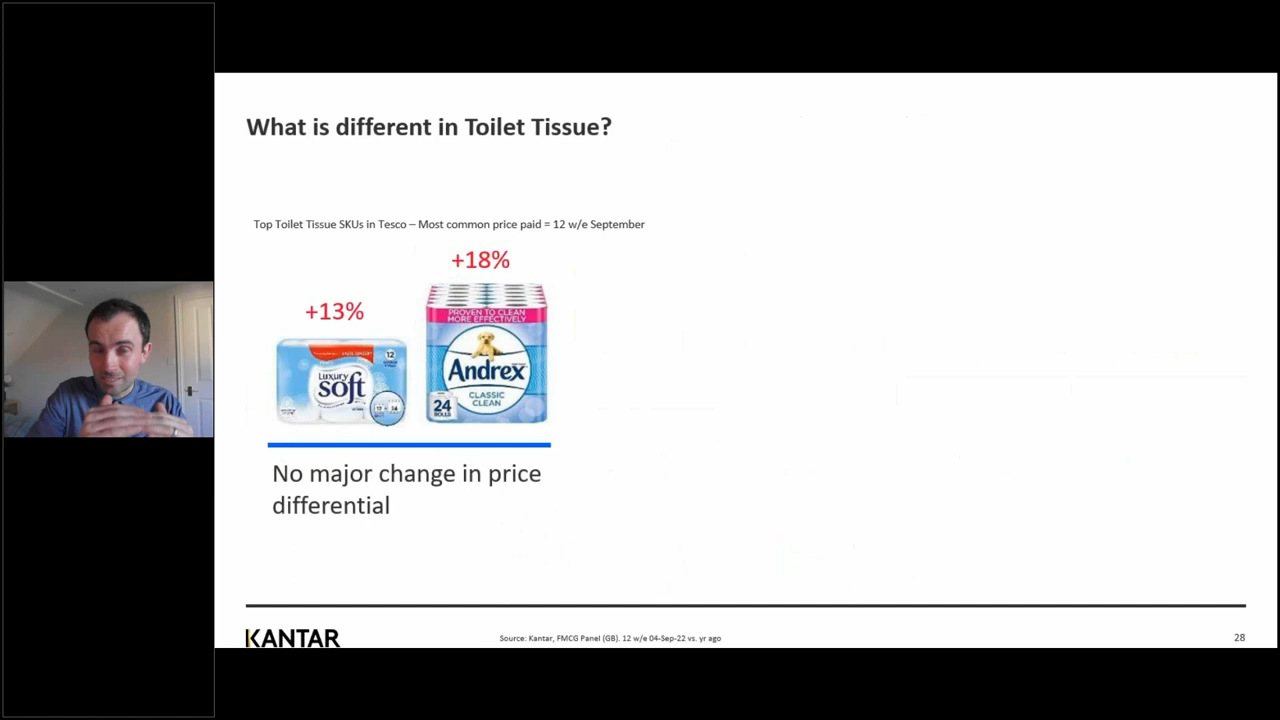 What is different in Toilet Tissue?
Top Toilet Tissue SKUs in Tesco – Most common price paid = 12 w/e September
+18%
+13%
PROVEN TO CLEAN
MORE EFFECTIVELY
12
Luxury
soft
Andrex
CLASSIC
CLEAN
24
ROLLS
No major change in price
differential
KANTAR
Source: Kantar, FMCG Panel (GB). 12 w/e 04-Sep-22 vs. yr ago
28